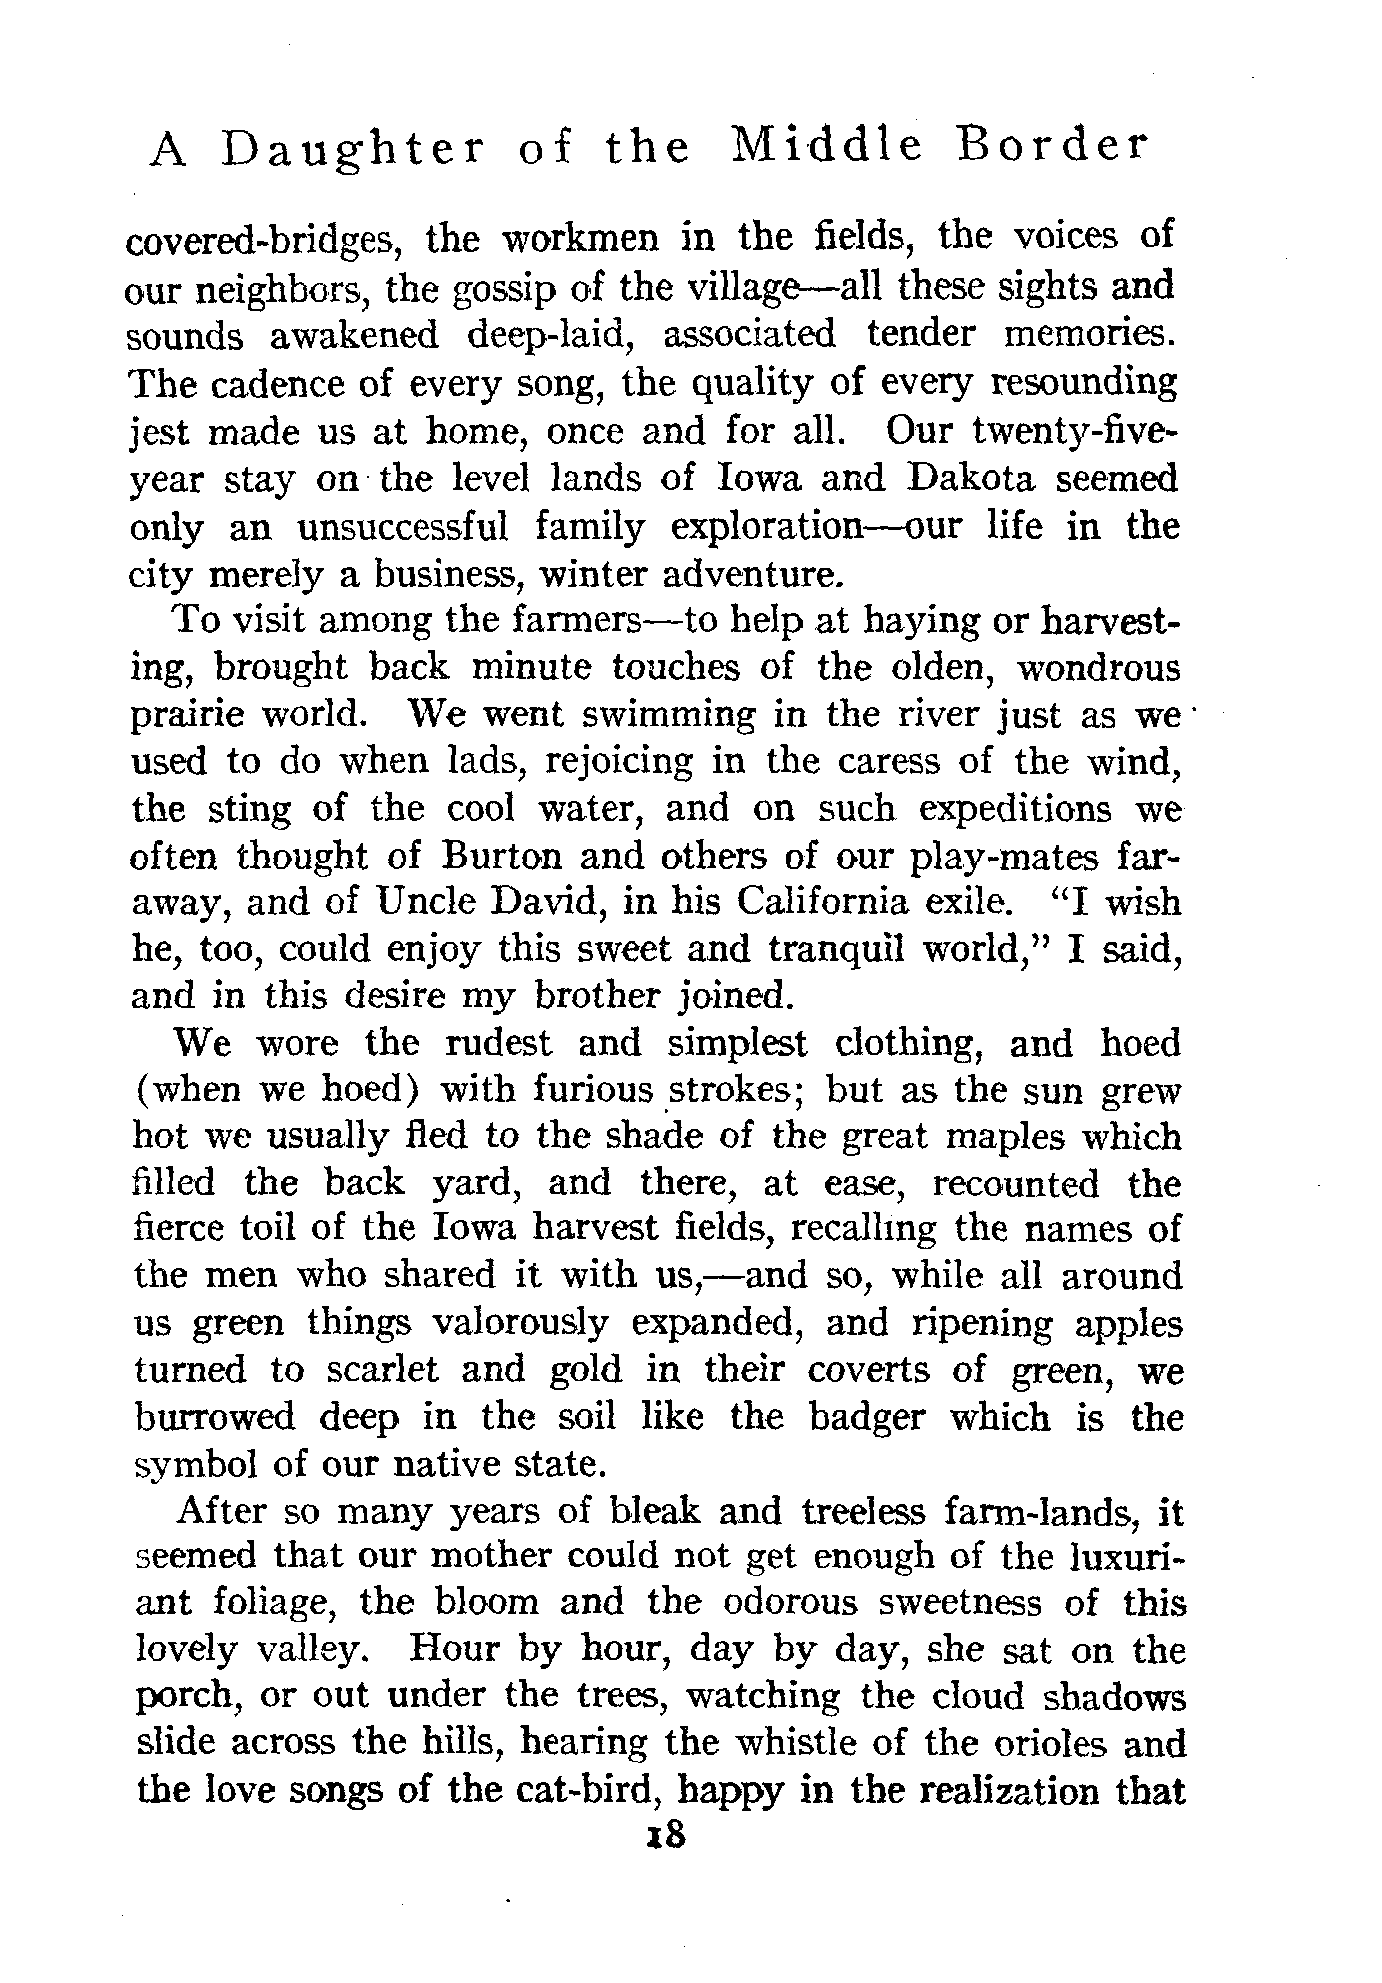 A Daughter of the Middle Border
covered-bridges, the workmen in the fields, the voices of
our neighbors, the gossip of the village—all these sights and
sounds awakened deep-laid, associated tender memories.
The cadence of every song, the quality of every resounding
jest made us at home, once and for all. Our twenty-five-
year stay on the level lands of Iowa and Dakota seemed
only an unsuccessful family exploration—our life in the
city merely a business, winter adventure.
To visit among the farmers—to help at haying or harvest-
ing, brought back minute touches of the olden, wondrous
prairie world. We went swimming in the river just as we
used to do when lads, rejoicing in the caress of the wind,
the sting of the cool water, and on such expeditions we
often thought of Burton and others of our play-mates far-
away, and of Uncle David, in his California exile. "I wish
he, too, could enjoy this sweet and tranquil world," I said,
and in this desire my brother joined.
We wore the rudest and simplest clothing, and hoed
(when we hoed) with furious strokes; but as the sun grew
hot we usually fled to the shade of the great maples which
filled the back yard, and there, at ease, recounted the
fierce toil of the Iowa harvest fields, recalling the names of
the men who shared it with us,—and so, while all around
us green things valorously expanded, and ripening apples
turned to scarlet and gold in their coverts of green, we
burrowed deep in the soil like the badger which is the
symbol of our native state.
After so many years of bleak and treeless farm-lands, it
seemed that our mother could not get enough of the luxuri-
ant foliage, the bloom and the odorous sweetness of this
lovely valley. Hour by hour, day by day, she sat on the
porch, or out under the trees, watching the cloud shadows
slide across the hills, hearing the whistle of the orioles and
the love songs of the cat-bird, happy in the realization that
18